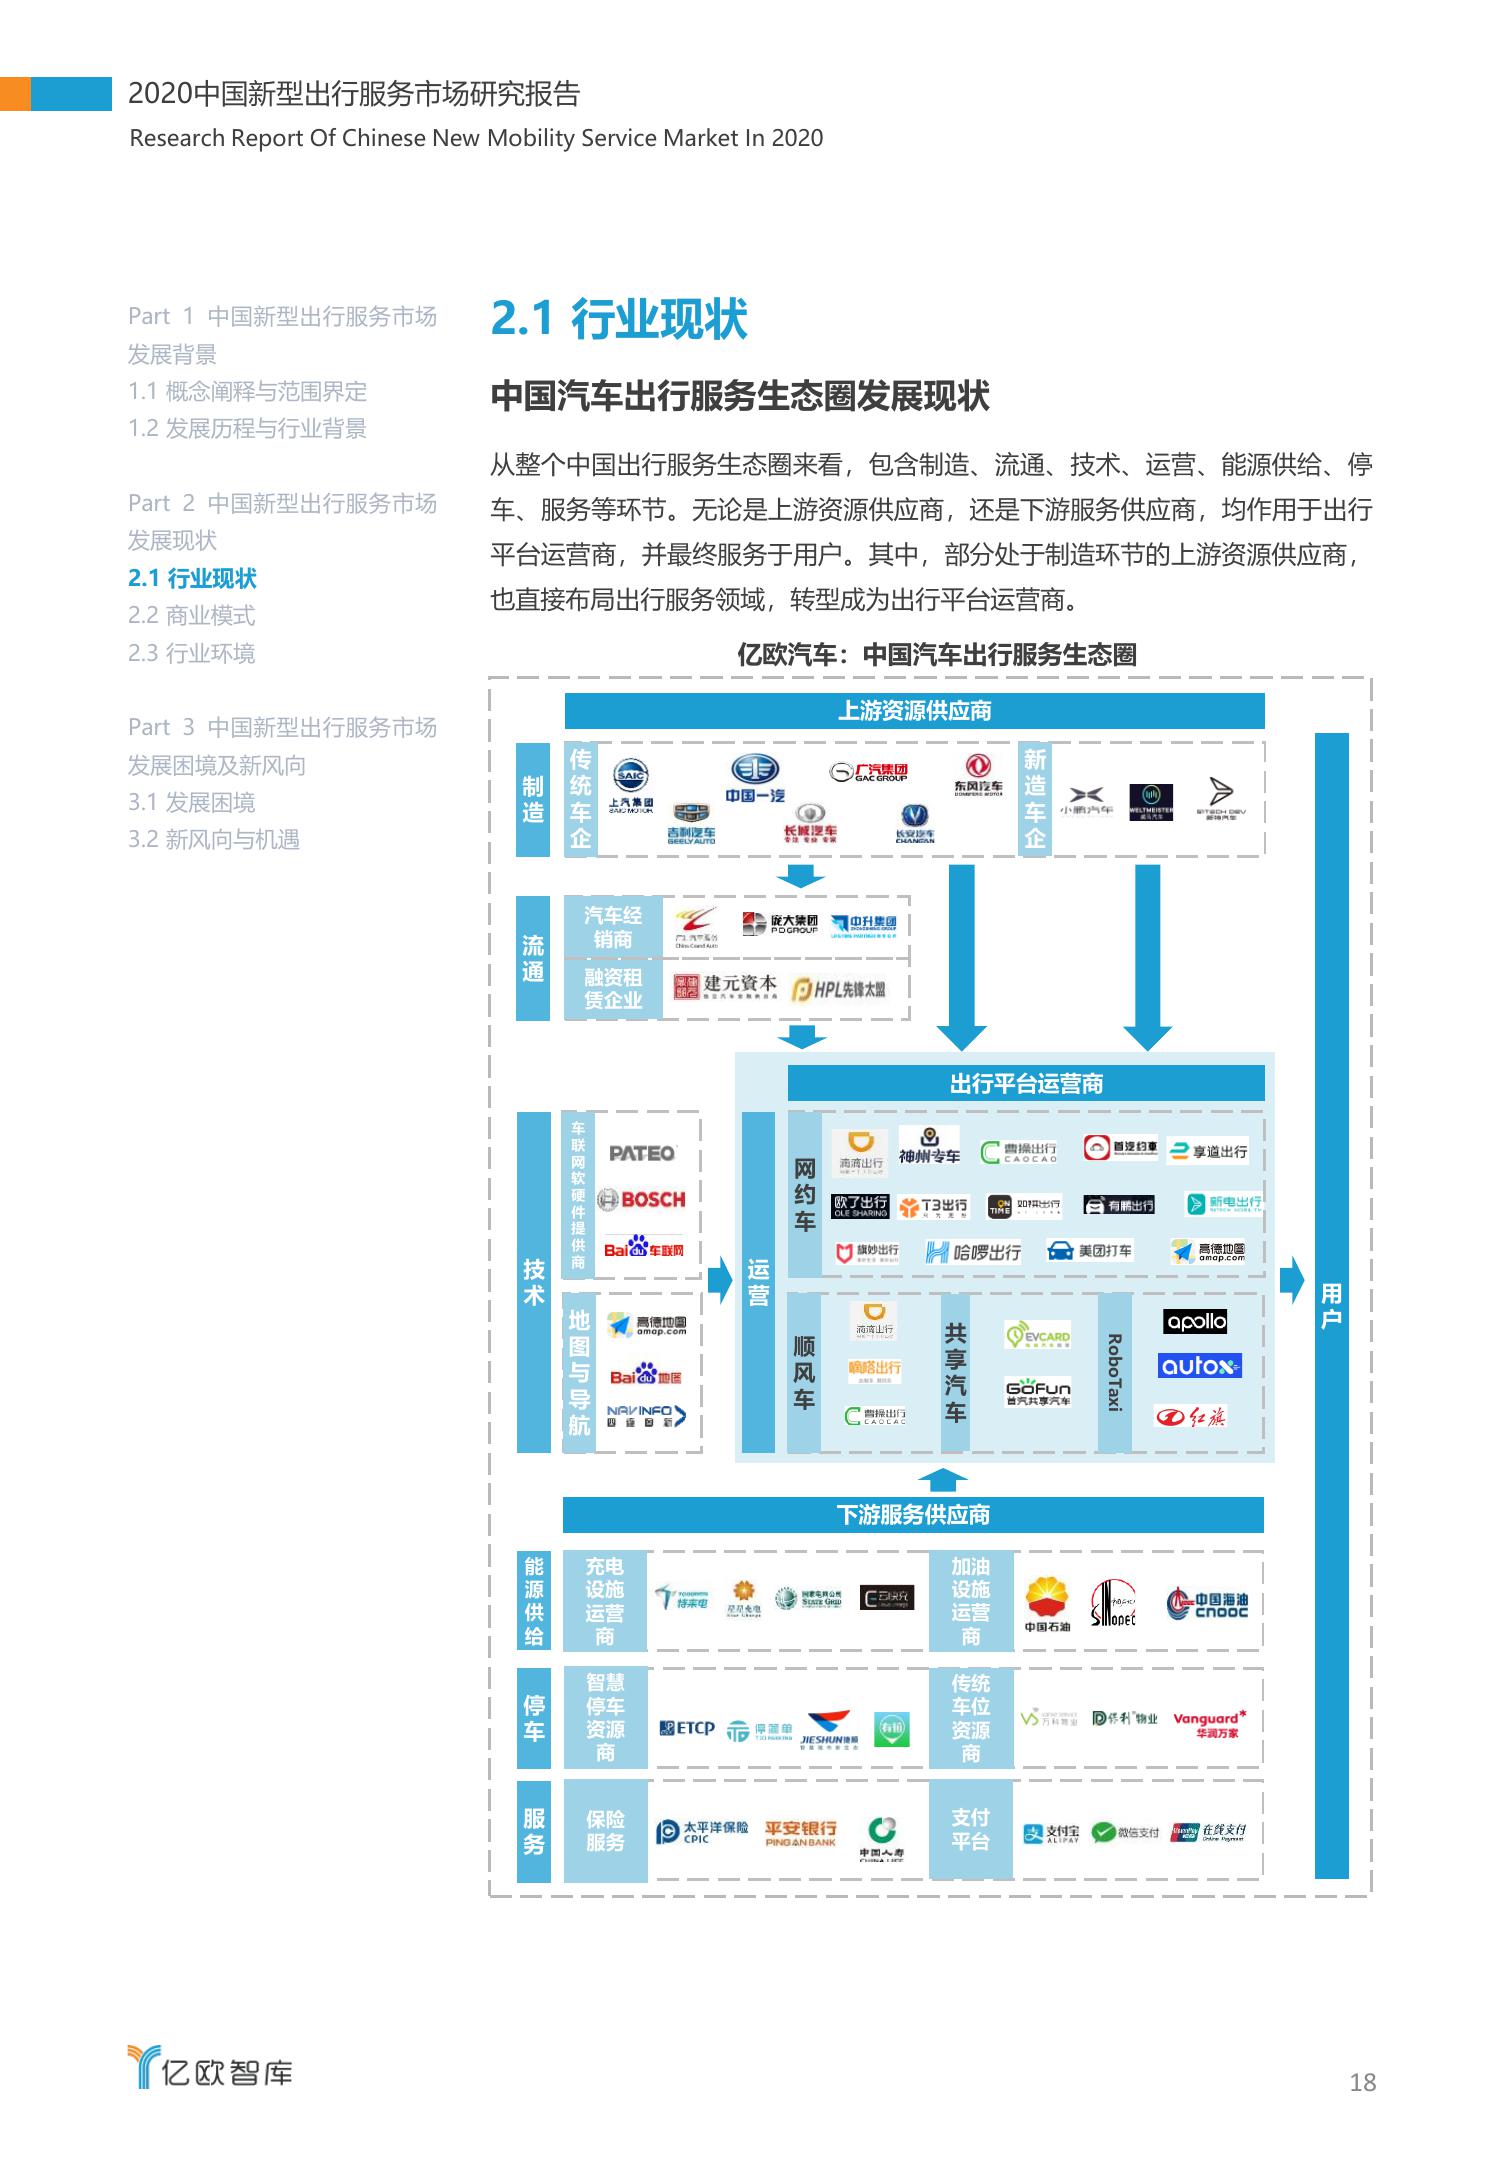 2020中国新型出行服务市场研究报告
Research Report Of Chinese New Mobility Service Market In 2020
Part 1 中国新型出行服务市场
发展背景
1.1 概念阐释与范围界定
1.2 发展历程与行业背景
Part 2 中国新型出行服务市场
发展现状
2.1 行业现状
2.2 商业模式
2.3 行业环境
Part 3 中国新型出行服务市场
发展困境及新风向
3.1 发展困境
3.2 新风向与机遇
2.1 行业现状
中国汽车出行服务生态圈发展现状
从整个中国出行服务生态圈来看，包含制造、流通、技术、运营、能源供给、停
车、服务等环节。无论是上游资源供应商，还是下游服务供应商，均作用于出行
平台运营商，并最终服务于用户。其中，部分处于制造环节的上游资源供应商，
也直接布局出行服务领域，转型成为出行平台运营商。
亿欧汽车：中国汽车出行服务生态圈
上游资源供应商
制造
传统车企
SAIC
上汽集团
SAIC MOTOR
吉利汽车
GEELY AUTO
中国一汽
长城汽车
专注 专业 专家
广汽集团
GAC GROUP
长安汽车
CHANGAN
东风汽车
DONGFENG MOTOR
新造车企
小鹏汽车
WELTMEISTER
威马汽车
流通
汽车经
销商
China Grand Auto
庞大集团
PDGROUP
中升集团
ZHONGSHENG GROUP
融资租
赁企业
建元资本
HPL先锋太盟
出行平台运营商
技术
车联网软硬件提供商
PATEO
BOSCH
Baidu车联网
地图与导航
高德地图
amap.com
Baidu地图
NAVINFO
四维图新
运营
网约车
滴滴出行
神州专车
曹操出行
CAOCAO
首汽约車
享道出行
欧了出行
OLE SHARING
T3出行
ON TIME
如祺出行
有鹏出行
新电出行
旗妙出行
哈啰出行
美团打车
高德地图
amap.com
顺风车
滴滴出行
嘀嗒出行
曹操出行
CAOCAO
共享汽车
EVCARD
GoFun
首汽共享汽车
RoboTaxi
apollo
autox
红旗
用户
下游服务供应商
能源供给
充电
设施
运营
商
特来电
星星充电
Star Charge
国家电网公司
STATE GRID
云快充
加油
设施
运营
商
中国石油
Sinopec
中国海油
CNOOC
停车
智慧
停车
资源
商
ETCP
停简单
JIESHUN捷顺
传统
车位
资源
商
万科物业
保利物业
Vanguard
华润万家
服务
保险
服务
太平洋保险
CPIC
平安银行
PING AN BANK
中国人寿
CHINA LIFE
支付
平台
支付宝
ALIPAY
微信支付
UnionPay
在线支付
Online Payment
亿欧智库
18